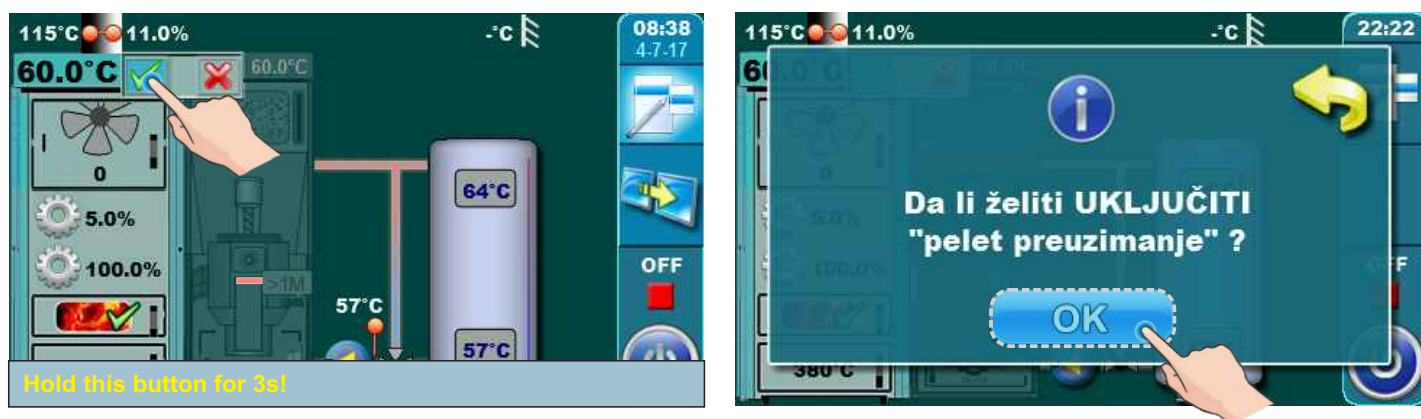 115°C 11.0%
-°C
08:38
4-7-17
60.0°C
60.0°C
0
5.0%
100.0%
>1M
64°C
57°C
57°C
OFF
Hold this button for 3s!
115°C 11.0%
-°C
22:22
Da li želiti UKLJUČITI
"pelet preuzimanje" ?
OK
380°C